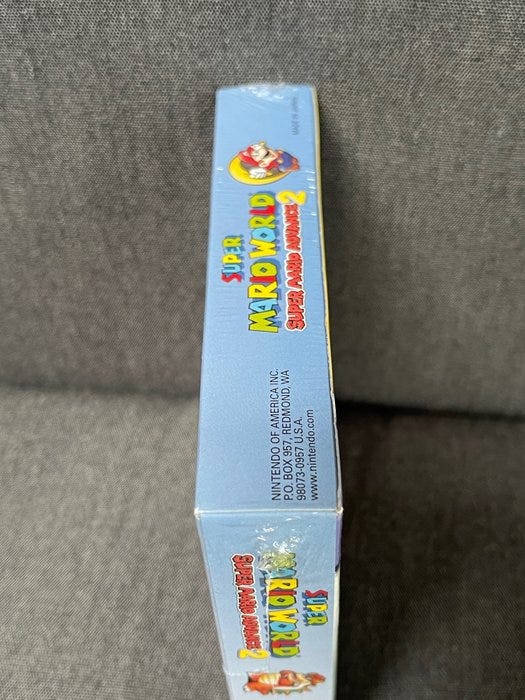 MADE IN JAPAN
SUPER
MARIO WORLD
SUPER MARIO ADVANCE 2
NINTENDO OF AMERICA INC.
P.O. BOX 957, REDMOND, WA
98073-0957 U.S.A.
www.nintendo.com
SUPER
MARIO WORLD
SUPER MARIO ADVANCE 2